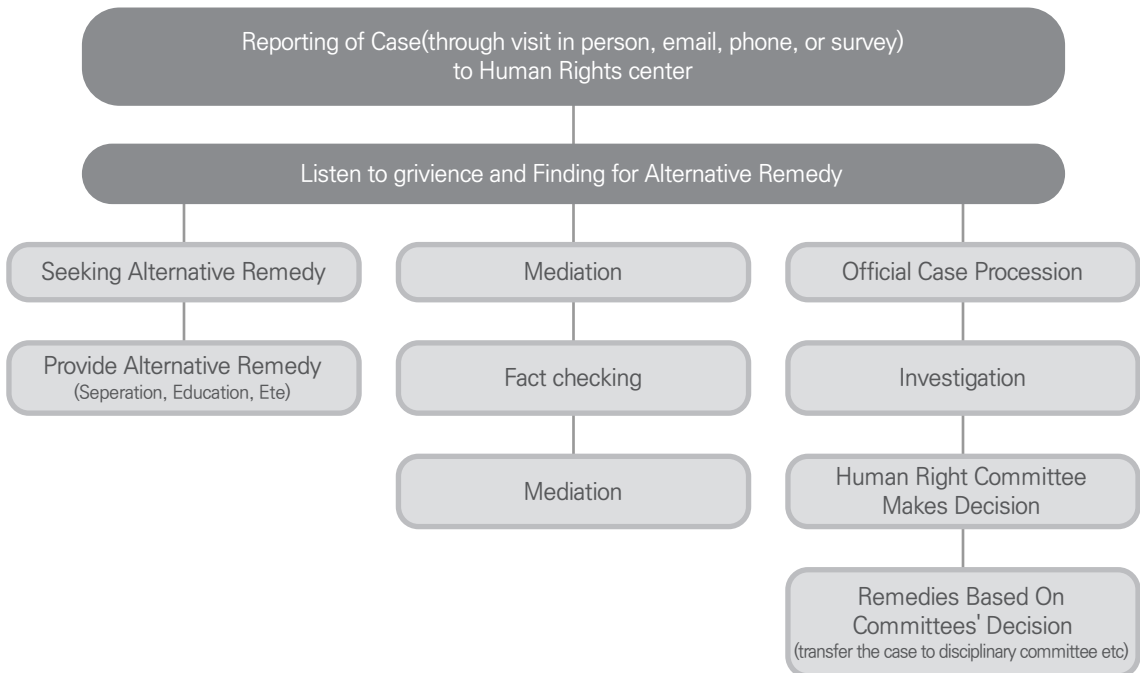 Reporting of Case(through visit in person, email, phone, or survey)
to Human Rights center
Listen to grivience and Finding for Alternative Remedy
Seeking Alternative Remedy
Provide Alternative Remedy
(Seperation, Education, Ete)
Mediation
Fact checking
Mediation
Official Case Procession
Investigation
Human Right Committee
Makes Decision
Remedies Based On
Committees' Decision
(transfer the case to disciplinary committee etc)